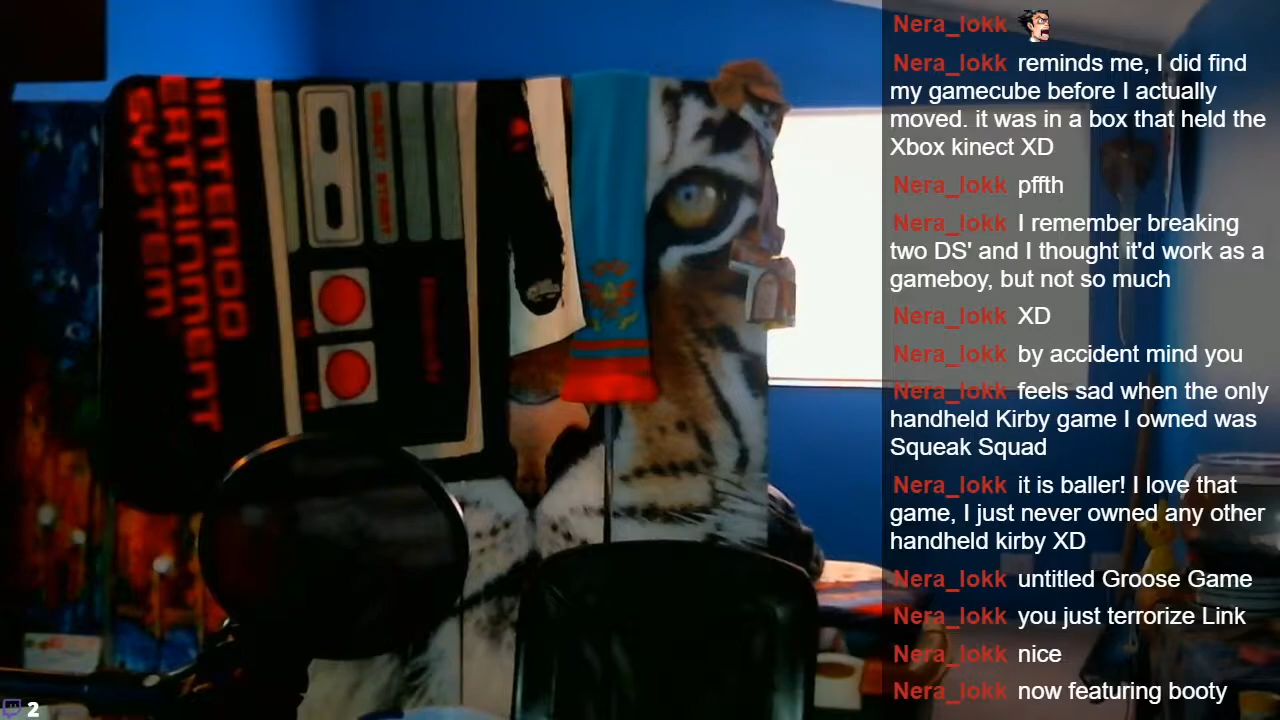 NINTENDO
ENTERTAINMENT
SYSTEM
SELECT START
Nera_lokk
Nera_lokk reminds me, I did find
my gamecube before I actually
moved. it was in a box that held the
Xbox kinect XD
Nera_lokk pffth
Nera_lokk I remember breaking
two DS' and I thought it'd work as a
gameboy, but not so much
Nera_lokk XD
Nera_lokk by accident mind you
Nera_lokk feels sad when the only
handheld Kirby game I owned was
Squeak Squad
Nera_lokk it is baller! I love that
game, I just never owned any other
handheld kirby XD
Nera_lokk untitled Groose Game
Nera_lokk you just terrorize Link
Nera_lokk nice
Nera_lokk now featuring booty
2